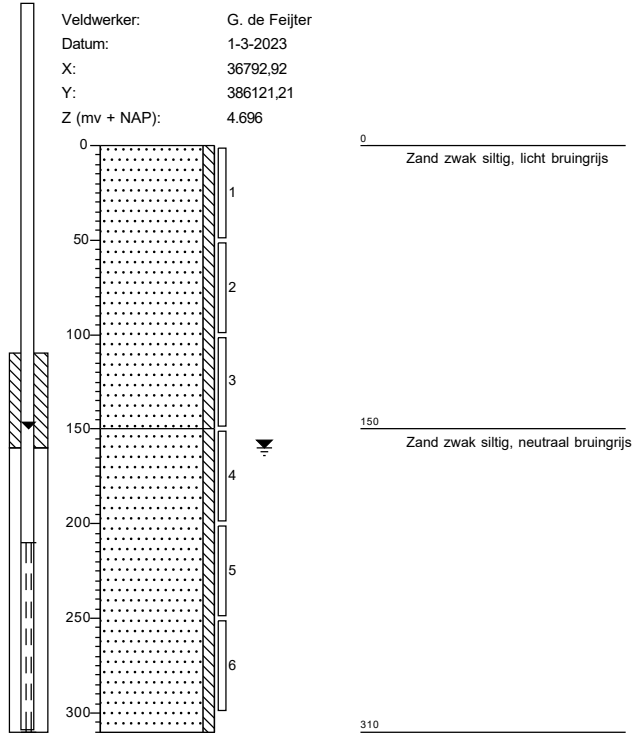 Veldwerker: G. de Feijter
Datum: 1-3-2023
X: 36792,92
Y: 386121,21
Z (mv + NAP): 4.696
0
0
Zand zwak siltig, licht bruingrijs
1
50
2
100
3
150
150
Zand zwak siltig, neutraal bruingrijs
4
200
5
250
6
300
310